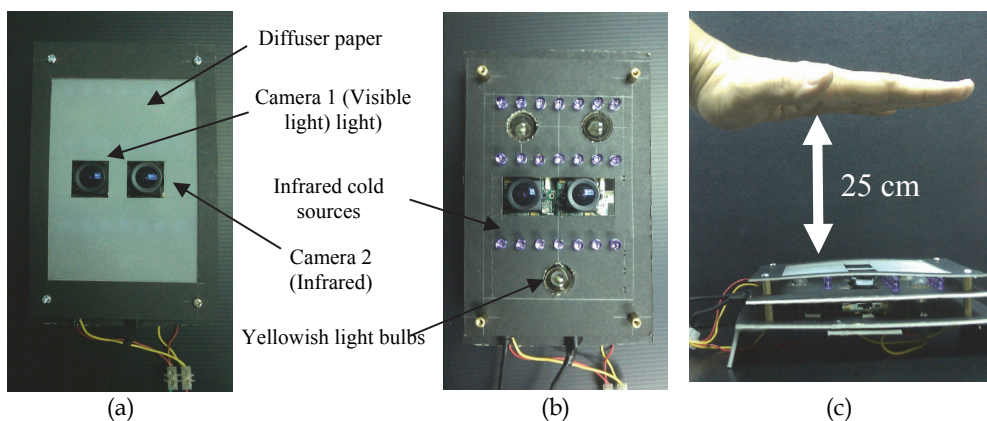 Diffuser paper
Camera 1 (Visible
light) light)
Infrared cold
sources
Camera 2
(Infrared)
Yellowish light bulbs
25 cm
(a)
(b)
(c)